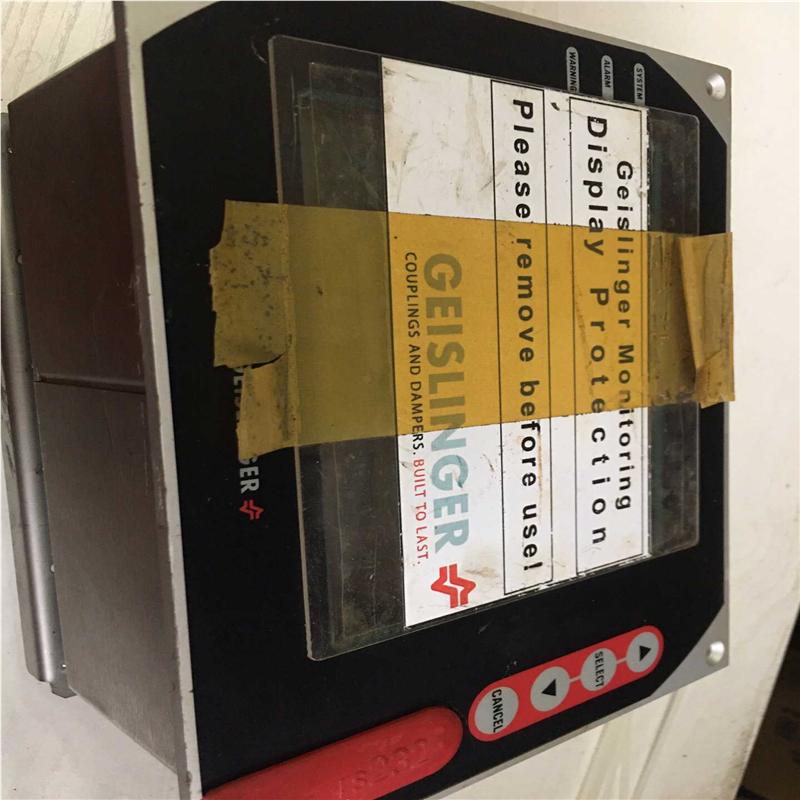 SYSTEM
ALARM
WARNING
Geislinger Monitoring
Display Protection
Please remove before use!
GEISLINGER
COUPLINGS AND DAMPERS. BUILT TO LAST.
SELECT
CANCEL
rs232